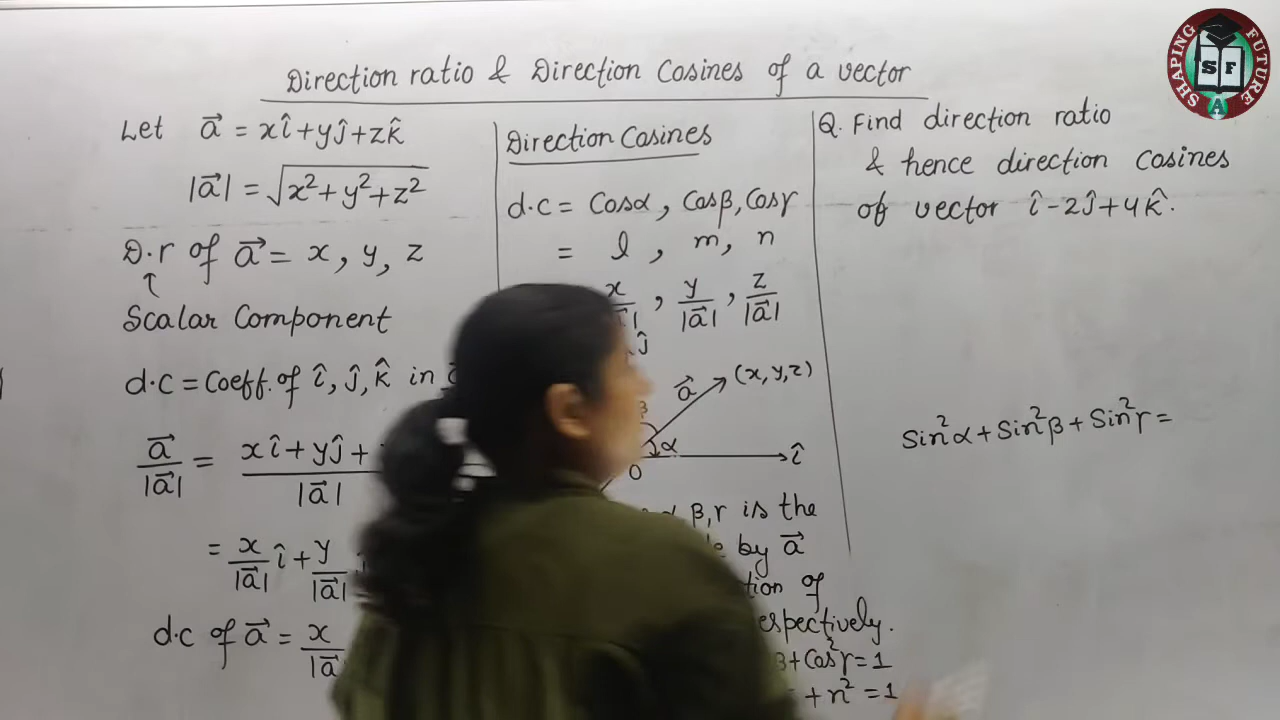 Direction ratio & Direction Cosines of a vector
Let a⃗ = xî+yĵ+zk̂
|a⃗| = √x²+y²+z²
D.r of a⃗ = x, y, z
↑
Scalar Component
d.c = Coeff. of î, ĵ, k̂ in
a⃗/|a⃗| = xî+yĵ+ /|a⃗|
= x/|a⃗| î + y/|a⃗|
d.c of a⃗ = x/|a⃗|
Direction Cosines
d.c = Cosα, Cosβ, Cosγ
= l, m, n
x/|a⃗|, y/|a⃗|, z/|a⃗|
ĵ
a⃗ (x, y, z)
β
α
O î
β, r is the
by a⃗
of
respectively.
β+Cos²γ=1
+ n² = 1
Q. Find direction ratio
& hence direction cosines
of vector î-2ĵ+4k̂.
Sin²α+Sin²β+Sin²γ=
SHAPING FUTURE
S F
A